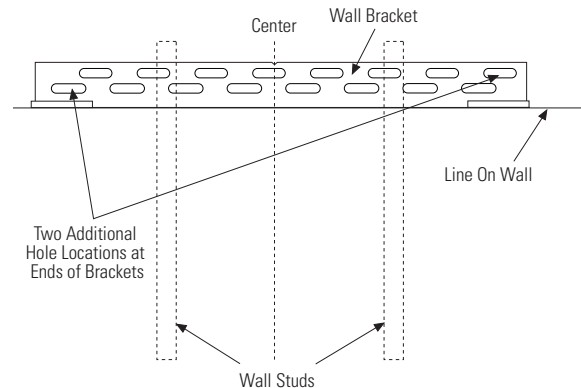 Center
Wall Bracket
Line On Wall
Two Additional
Hole Locations at
Ends of Brackets
Wall Studs